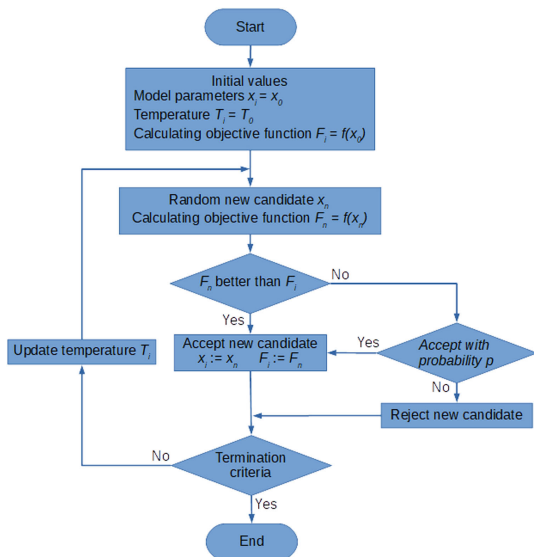 Start
Initial values
Model parameters xi = x0
Temperature Ti = T0
Calculating objective function Fi = f(x0)
Random new candidate xn
Calculating objective function Fn = f(xn)
Fn better than Fi
No
Yes
Update temperature Ti
Accept new candidate
xi := xn Fi := Fn
Yes
Accept with
probability p
No
Reject new candidate
No
Termination
criteria
Yes
End